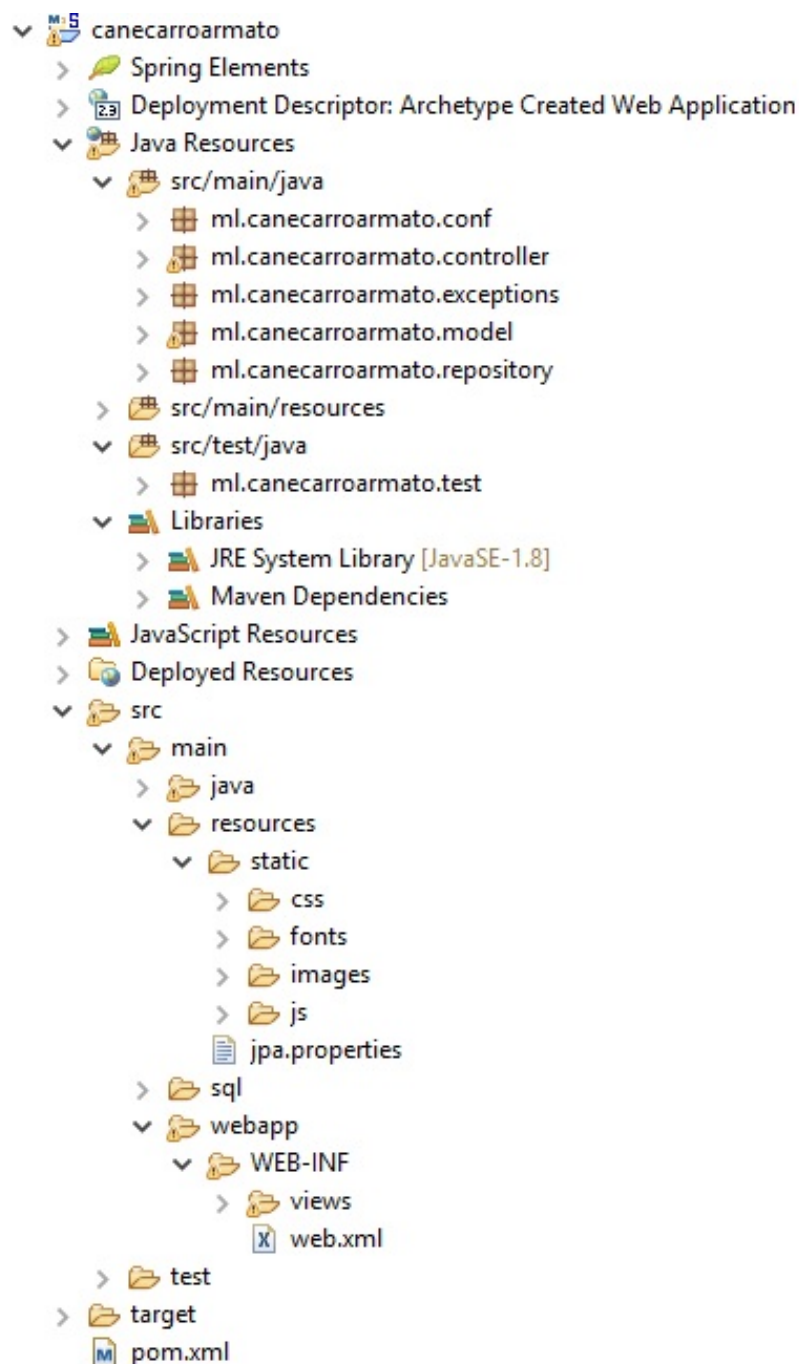 canecarroarmato
Spring Elements
Deployment Descriptor: Archetype Created Web Application
Java Resources
src/main/java
ml.canecarroarmato.conf
ml.canecarroarmato.controller
ml.canecarroarmato.exceptions
ml.canecarroarmato.model
ml.canecarroarmato.repository
src/main/resources
src/test/java
ml.canecarroarmato.test
Libraries
JRE System Library [JavaSE-1.8]
Maven Dependencies
JavaScript Resources
Deployed Resources
src
main
java
resources
static
css
fonts
images
js
jpa.properties
sql
webapp
WEB-INF
views
web.xml
test
target
pom.xml